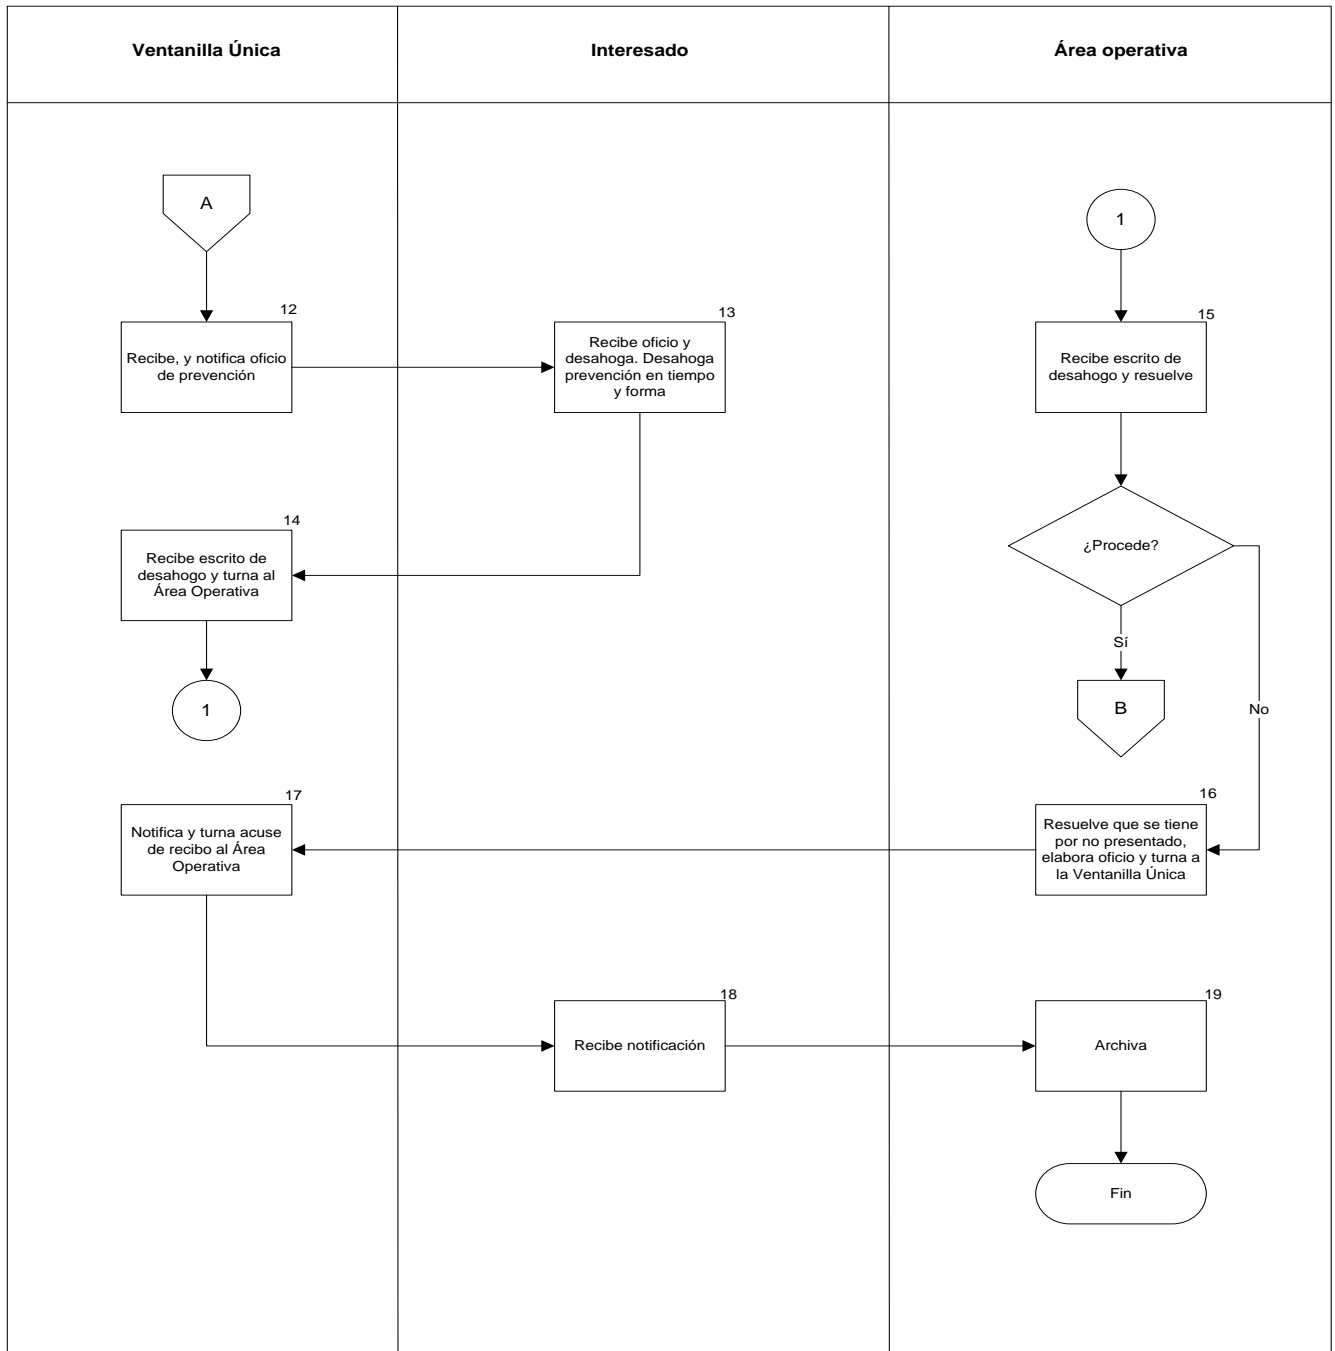 Ventanilla Única
Interesado
Área operativa
A
1
12
Recibe, y notifica oficio
de prevención
13
Recibe oficio y
desahoga. Desahoga
prevención en tiempo
y forma
15
Recibe escrito de
desahogo y resuelve
14
Recibe escrito de
desahogo y turna al
Área Operativa
¿Procede?
Sí
No
1
B
17
Notifica y turna acuse
de recibo al Área
Operativa
16
Resuelve que se tiene
por no presentado,
elabora oficio y turna a
la Ventanilla Única
18
Recibe notificación
19
Archiva
Fin